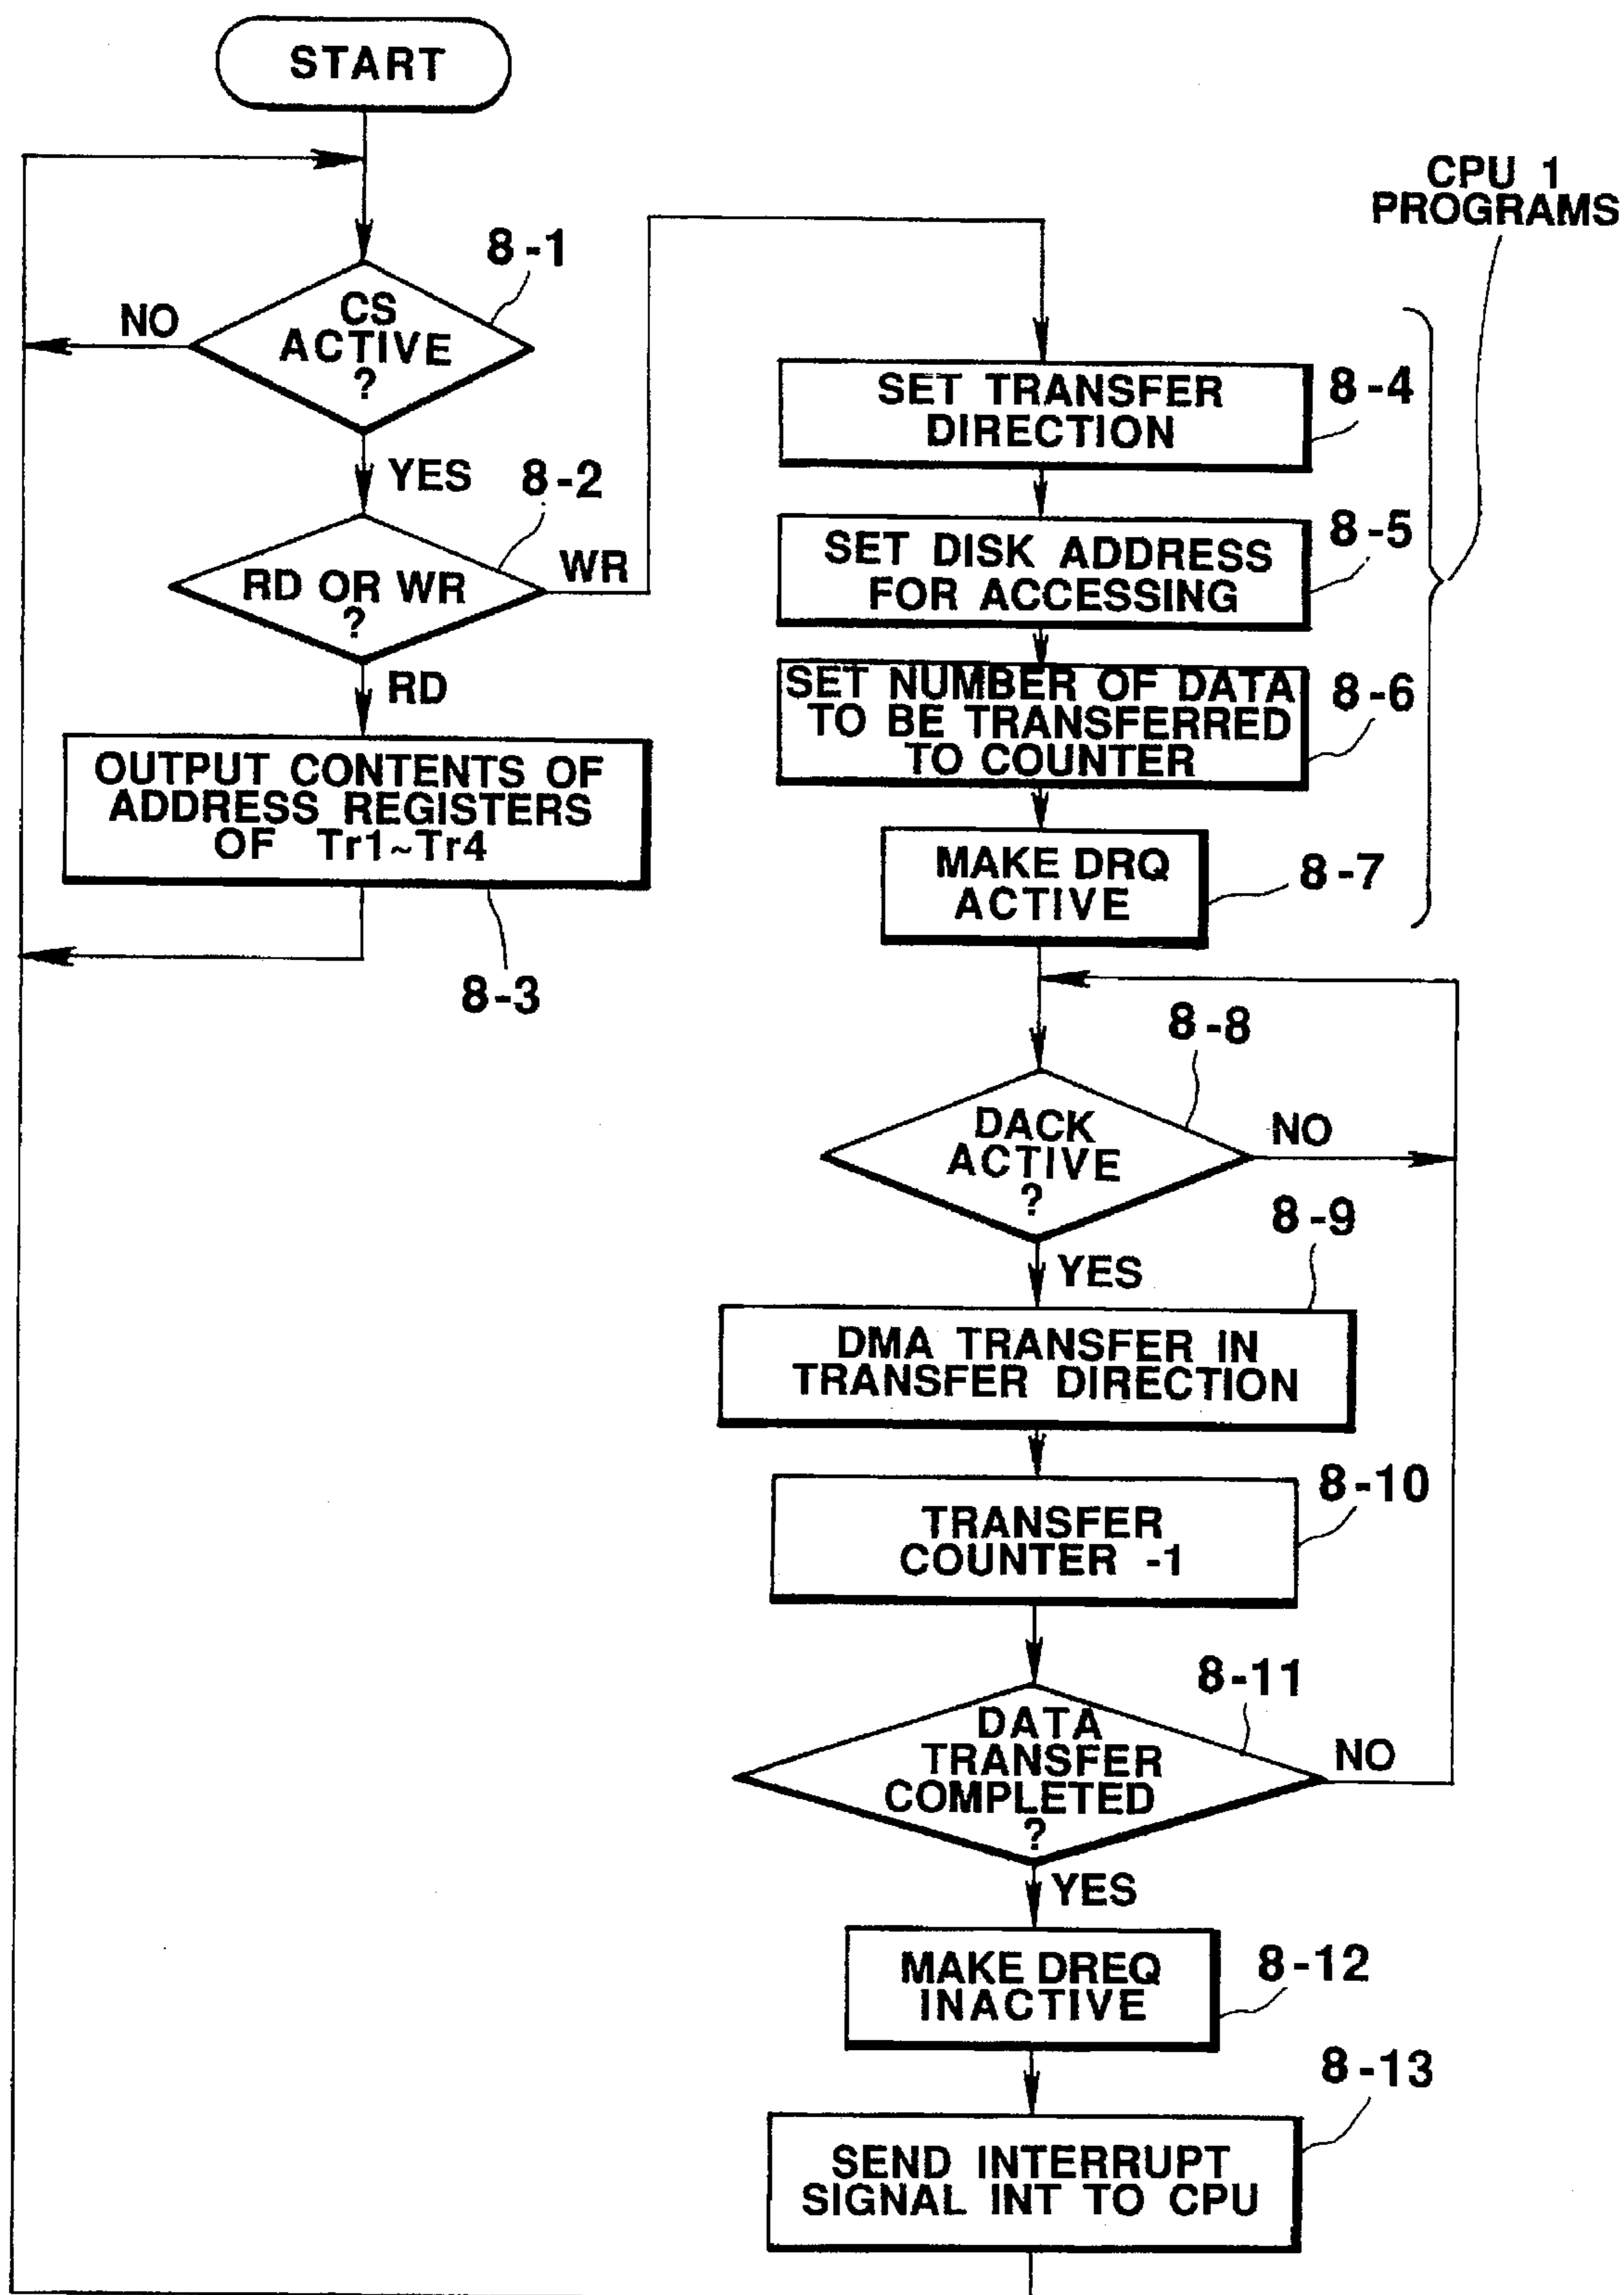 START
CPU 1
PROGRAMS
8-1
CS
ACTIVE
?
NO
YES
8-2
RD OR WR
?
WR
RD
OUTPUT CONTENTS OF
ADDRESS REGISTERS
OF Tr1~Tr4
8-3
SET TRANSFER
DIRECTION
8-4
SET DISK ADDRESS
FOR ACCESSING
8-5
SET NUMBER OF DATA
TO BE TRANSFERRED
TO COUNTER
8-6
MAKE DRQ
ACTIVE
8-7
8-8
DACK
ACTIVE
?
NO
YES
8-9
DMA TRANSFER IN
TRANSFER DIRECTION
8-10
TRANSFER
COUNTER -1
8-11
DATA
TRANSFER
COMPLETED
?
NO
YES
MAKE DREQ
INACTIVE
8-12
8-13
SEND INTERRUPT
SIGNAL INT TO CPU